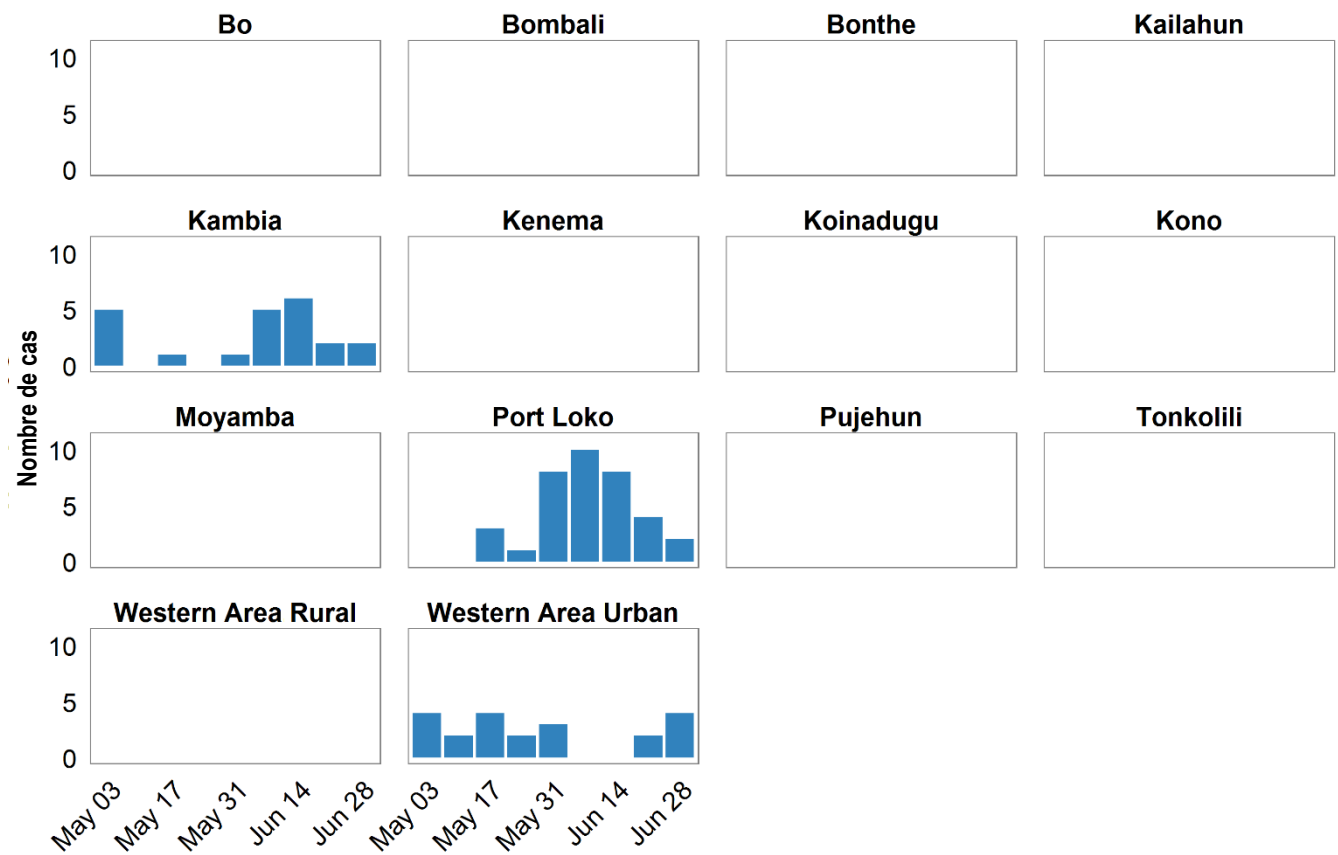 Bo Bombali Bonthe Kailahun
10
5
0
Kambia Kenema Koinadugu Kono
10
5
0
Nombre de cas
Moyamba Port Loko Pujehun Tonkolili
10
5
0
Western Area Rural Western Area Urban
10
5
0
May 03 May 17 May 31 Jun 14 Jun 28 May 03 May 17 May 31 Jun 14 Jun 28